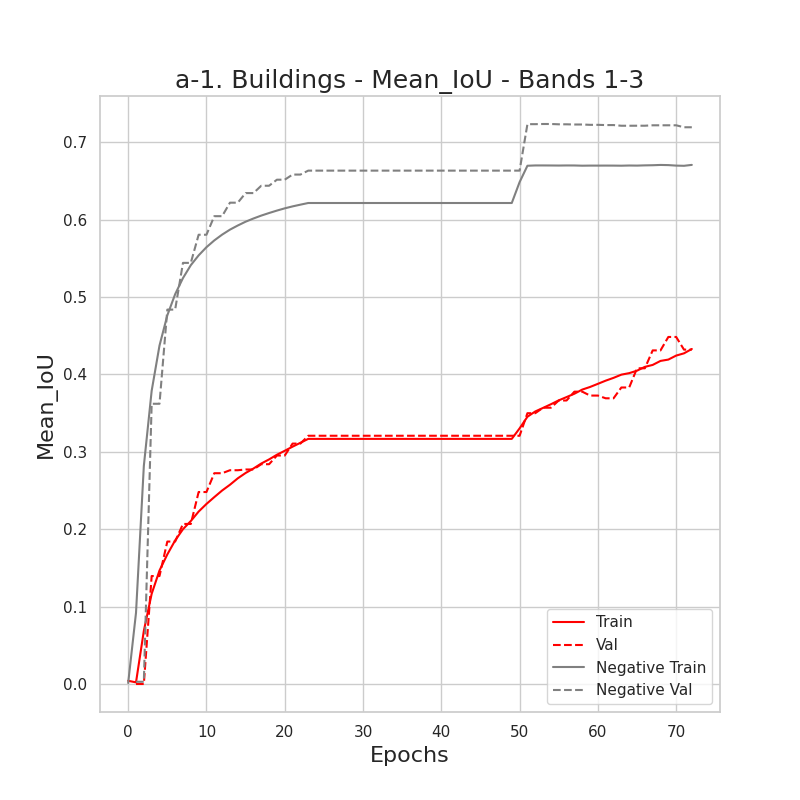 a-1. Buildings - Mean_IoU - Bands 1-3
Mean_IoU
0.7
0.6
0.5
0.4
0.3
0.2
0.1
0.0
0 10 20 30 40 50 60 70
Epochs
Train
Val
Negative Train
Negative Val